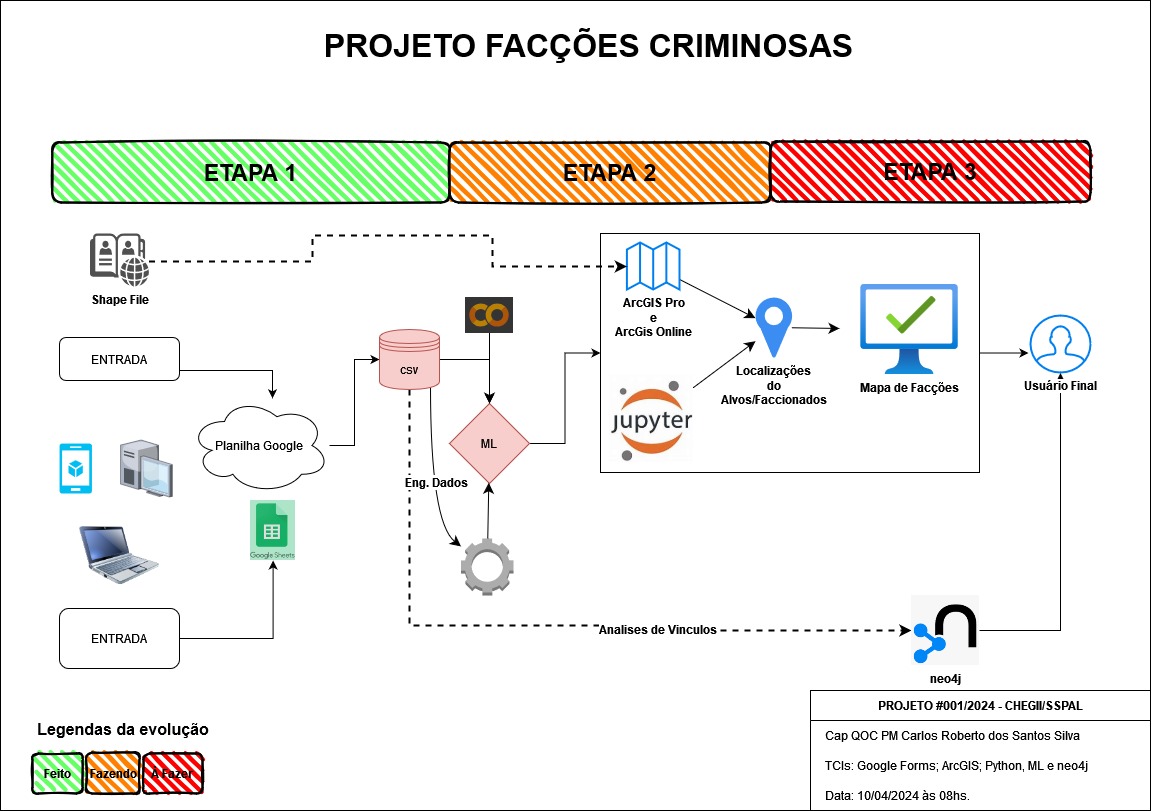 PROJETO FACÇÕES CRIMINOSAS
ETAPA 1
ETAPA 2
ETAPA 3
Shape File
ArcGIS Pro
e
ArcGis Online
ENTRADA
CSV
Localizações
do
Alvos/Faccionados
Mapa de Facções
Usuário Final
jupyter
Planilha Google
ML
Eng. Dados
Google Sheets
ENTRADA
Analises de Vinculos
neo4j
Legendas da evolução
Feito
Fazendo
A Fazer
PROJETO #001/2024 - CHEGII/SSPAL
Cap QOC PM Carlos Roberto dos Santos Silva
TCIs: Google Forms; ArcGIS; Python, ML e neo4j
Data: 10/04/2024 às 08hs.